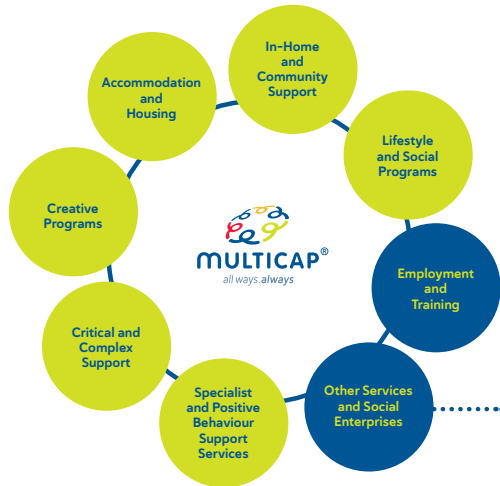 In-Home
and
Community
Support
Accommodation
and
Housing
Lifestyle
and Social
Programs
Creative
Programs
MULTICAP®
all ways.always
Employment
and
Training
Critical and
Complex
Support
Other Services
and Social
Enterprises
Specialist
and Positive
Behaviour
Support
Services